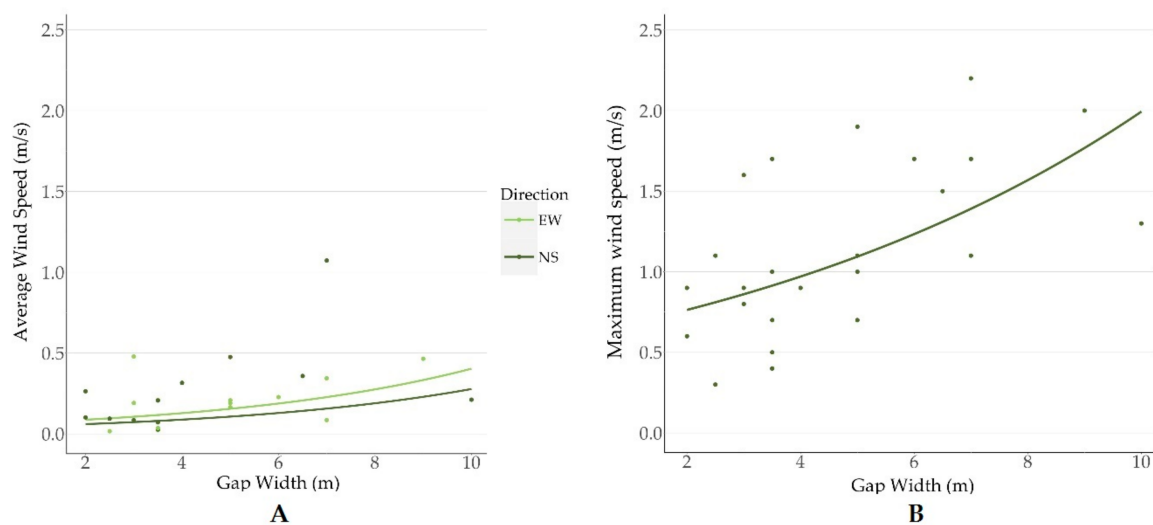 2.5
2.0
1.5
1.0
0.5
0.0
Average Wind Speed (m/s)
2 4 6 8 10
Gap Width (m)
A
Direction
EW
NS
2.5
2.0
1.5
1.0
0.5
0.0
Maximum wind speed (m/s)
2 4 6 8 10
Gap Width (m)
B